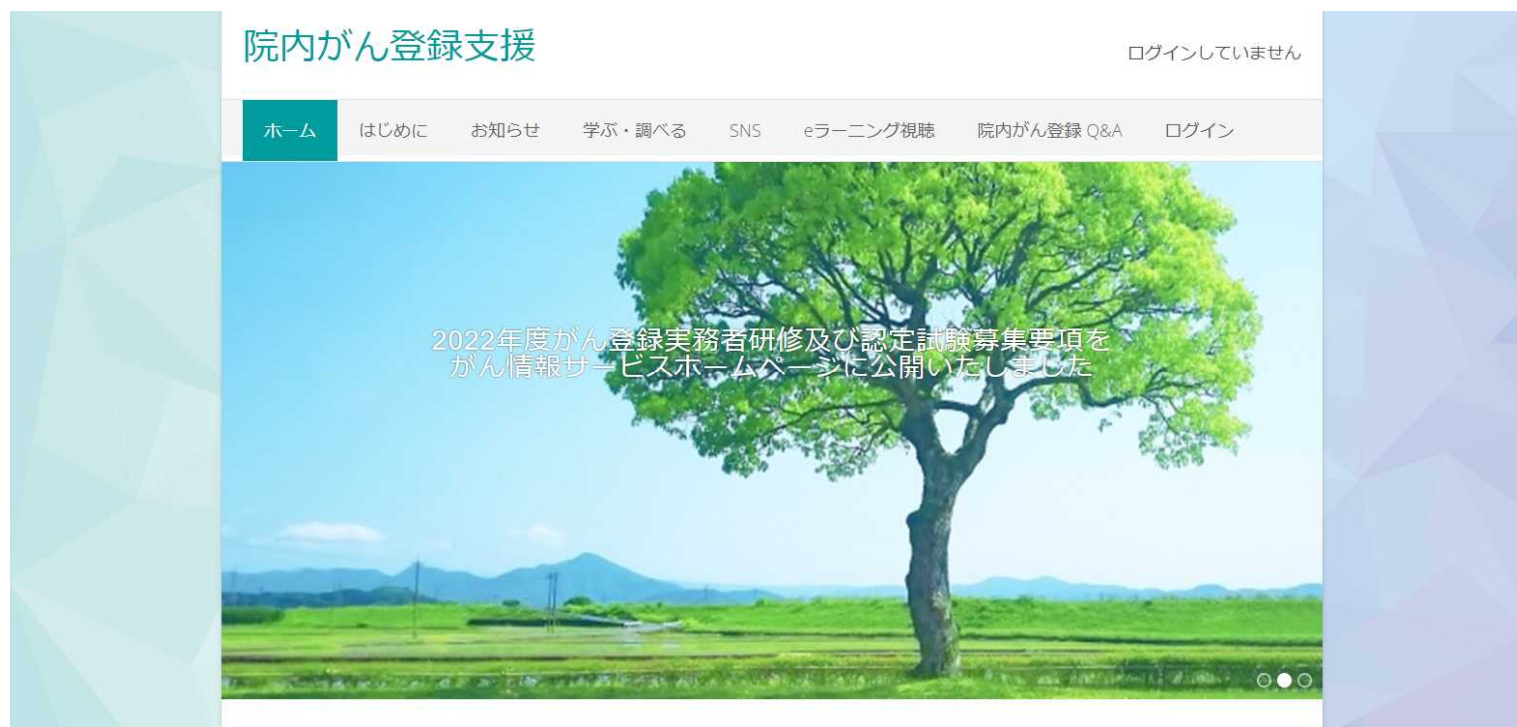 院内がん登録支援
ログインしていません
ホーム はじめに お知らせ 学ぶ・調べる SNS eラーニング視聴 院内がん登録 Q&A ログイン
2022年度がん登録実務者研修及び認定試験募集要項を
がん情報サービスホームページに公開いたしました